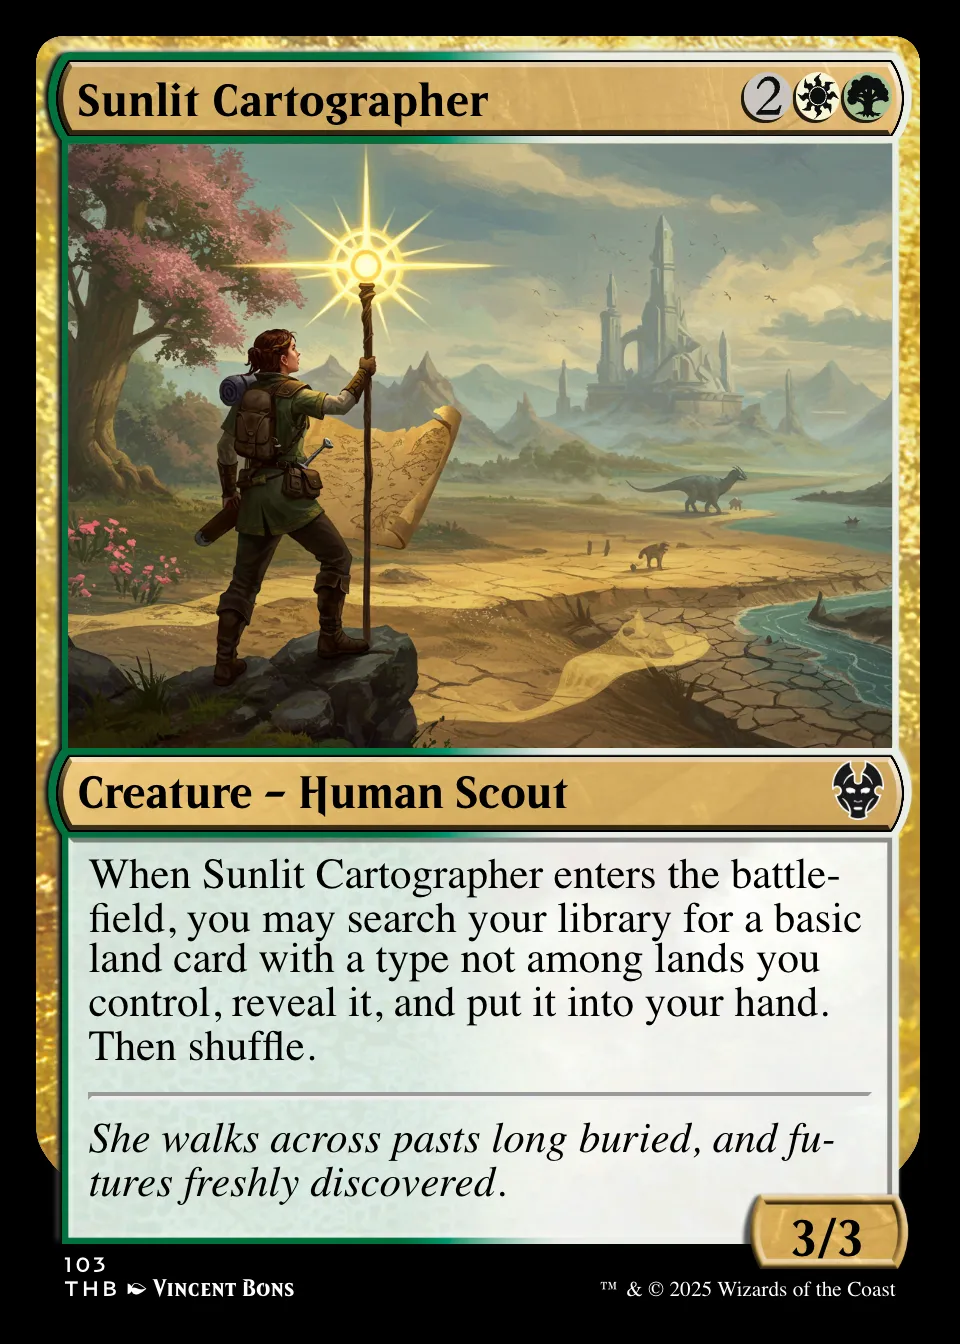 Sunlit Cartographer 2
Creature – Human Scout
When Sunlit Cartographer enters the battle-
field, you may search your library for a basic
land card with a type not among lands you
control, reveal it, and put it into your hand.
Then shuffle.
She walks across pasts long buried, and fu-
tures freshly discovered.
3/3
103
THB Vincent Bons
™ & © 2025 Wizards of the Coast